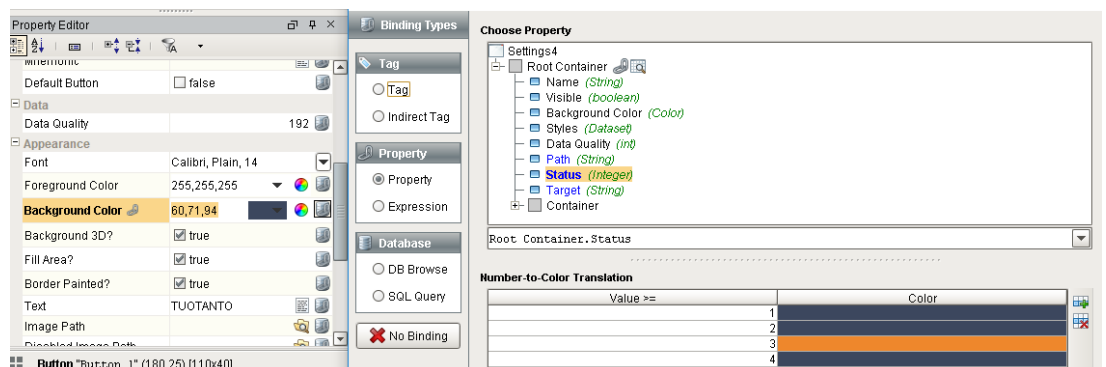 Property Editor
Mnemonic
Default Button false
Data
Data Quality 192
Appearance
Font Calibri, Plain, 14
Foreground Color 255,255,255
Background Color 60,71,94
Background 3D? true
Fill Area? true
Border Painted? true
Text TUOTANTO
Image Path
Disabled Image Path
Button "Button 1" (180,25) [110x40]
Binding Types
Tag
Tag
Indirect Tag
Property
Property
Expression
Database
DB Browse
SQL Query
No Binding
Choose Property
Settings4
Root Container
Name (String)
Visible (boolean)
Background Color (Color)
Styles (Dataset)
Data Quality (int)
Path (String)
Status (Integer)
Target (String)
Container
Root Container.Status
Number-to-Color Translation
Value >= Color
1
2
3
4